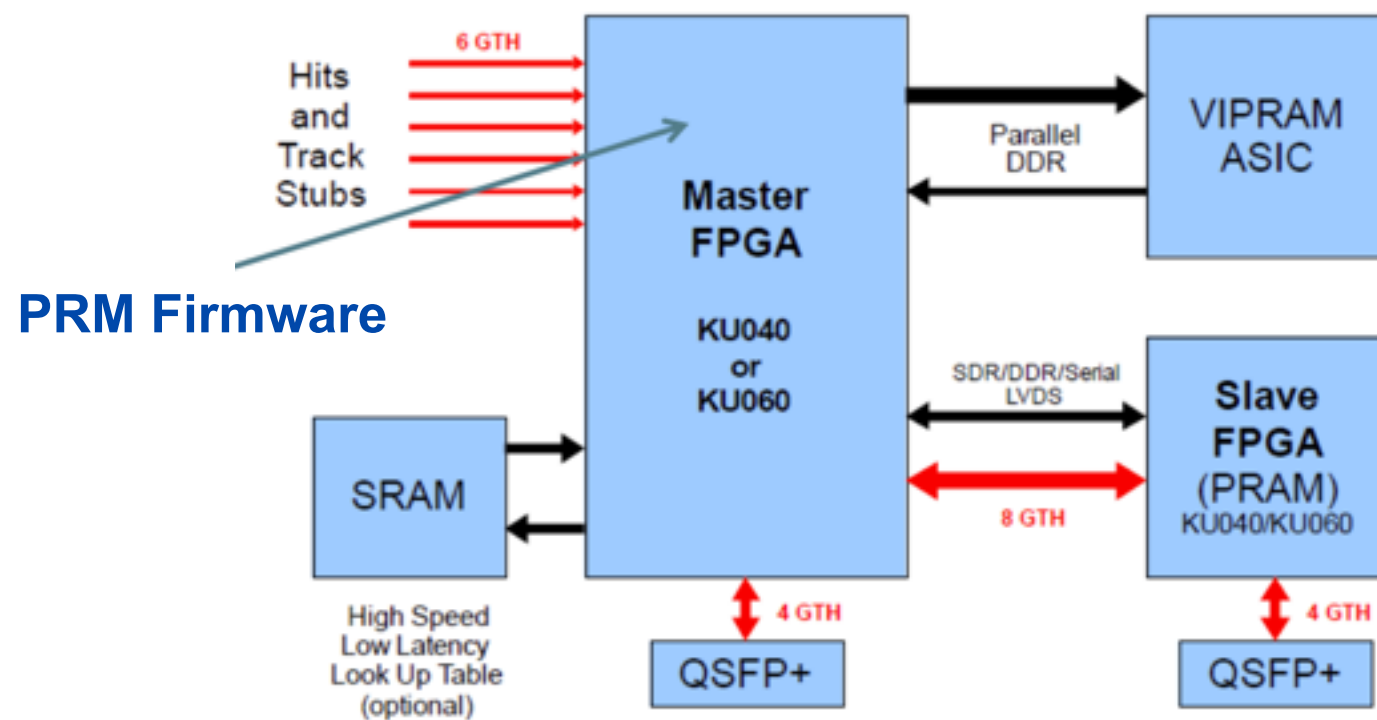 6 GTH
Hits
and
Track
Stubs
PRM Firmware
Master
FPGA
KU040
or
KU060
Parallel
DDR
VIPRAM
ASIC
SDR/DDR/Serial
LVDS
8 GTH
Slave
FPGA
(PRAM)
KU040/KU060
SRAM
High Speed
Low Latency
Look Up Table
(optional)
4 GTH
QSFP+
4 GTH
QSFP+